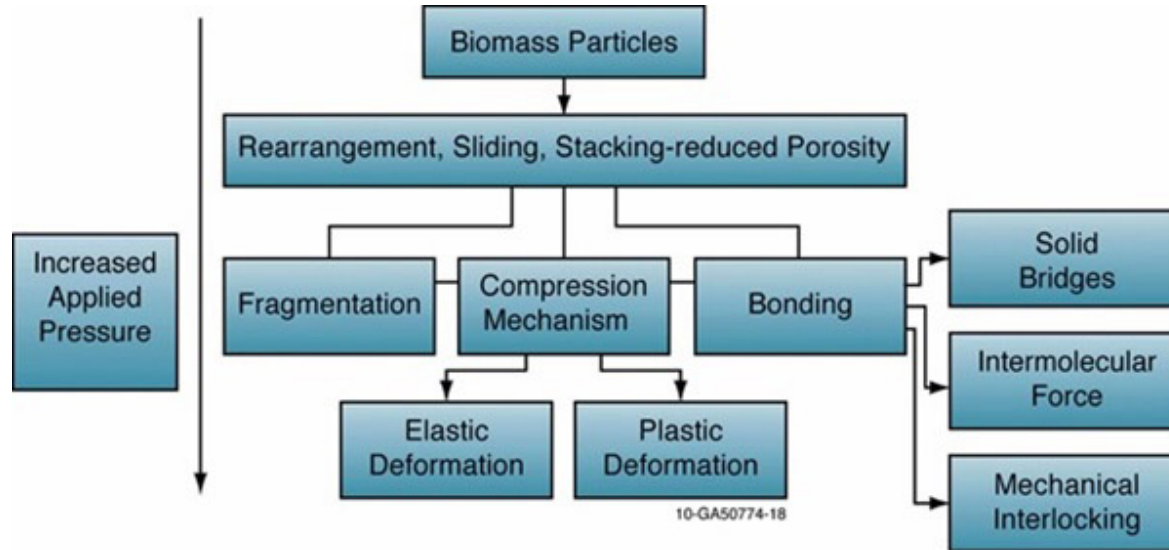 Biomass Particles
Rearrangement, Sliding, Stacking-reduced Porosity
Increased
Applied
Pressure
Fragmentation
Compression
Mechanism
Bonding
Solid
Bridges
Intermolecular
Force
Mechanical
Interlocking
Elastic
Deformation
Plastic
Deformation
10-GA50774-18